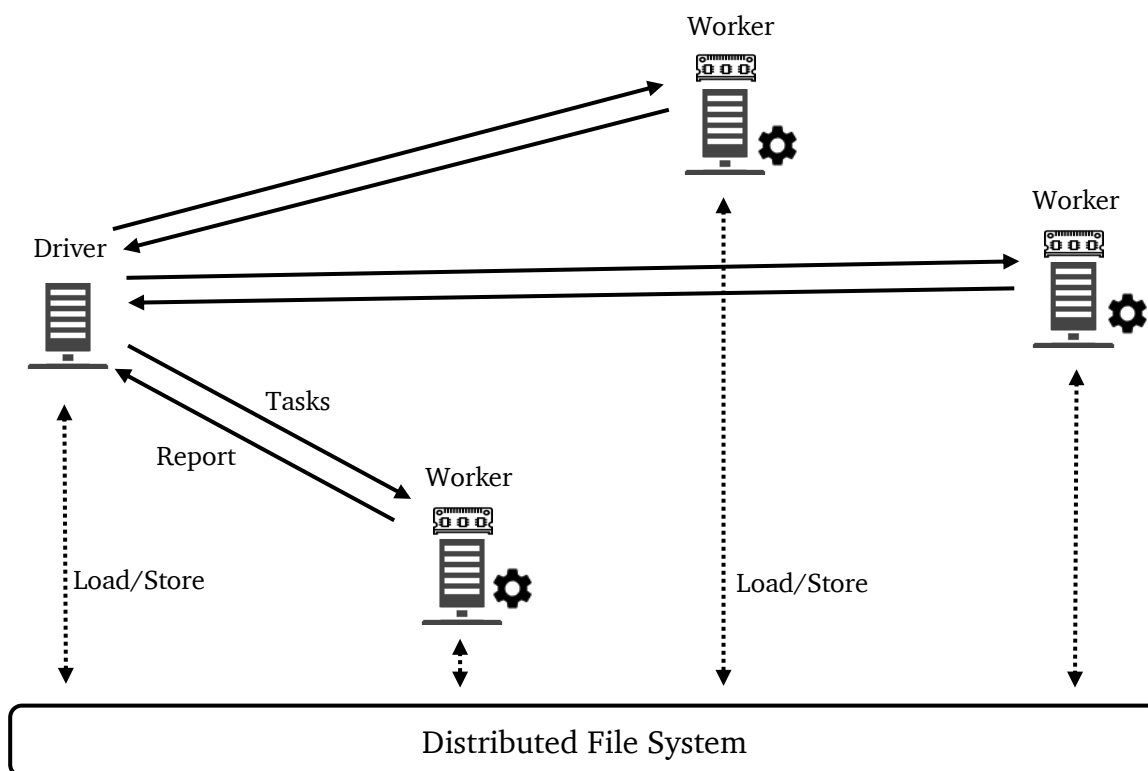 Worker
Worker
Driver
Tasks
Report
Worker
Load/Store
Load/Store
Distributed File System